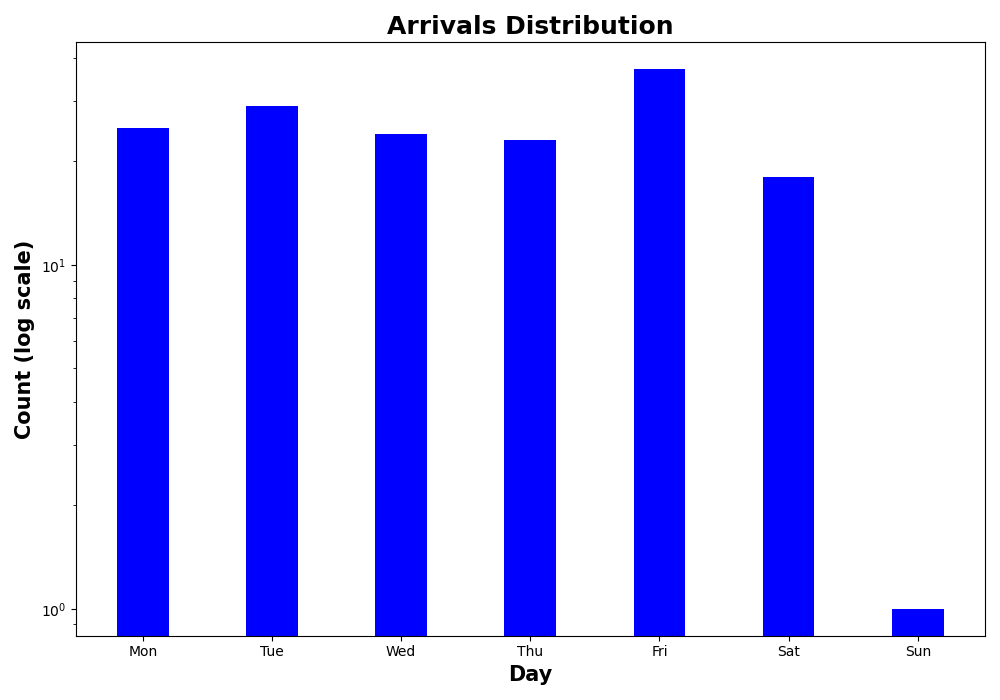 Arrivals Distribution
Count (log scale)
10¹
10⁰
Mon Tue Wed Thu Fri Sat Sun
Day